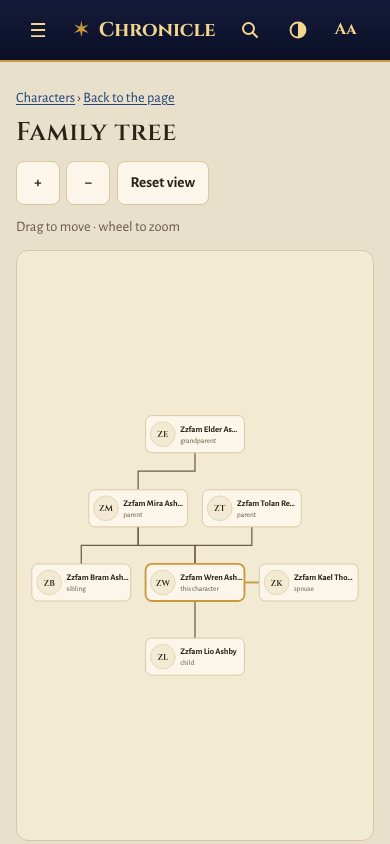 ☰ ✶ Chronicle Aa
Characters › Back to the page
Family tree
+ − Reset view
Drag to move · wheel to zoom
ZE Zzfam Elder As…
grandparent
ZM Zzfam Mira Ash…
parent
ZT Zzfam Tolan Re…
parent
ZB Zzfam Bram Ash…
sibling
ZW Zzfam Wren Ash…
this character
ZK Zzfam Kael Tho…
spouse
ZL Zzfam Lio Ashby
child